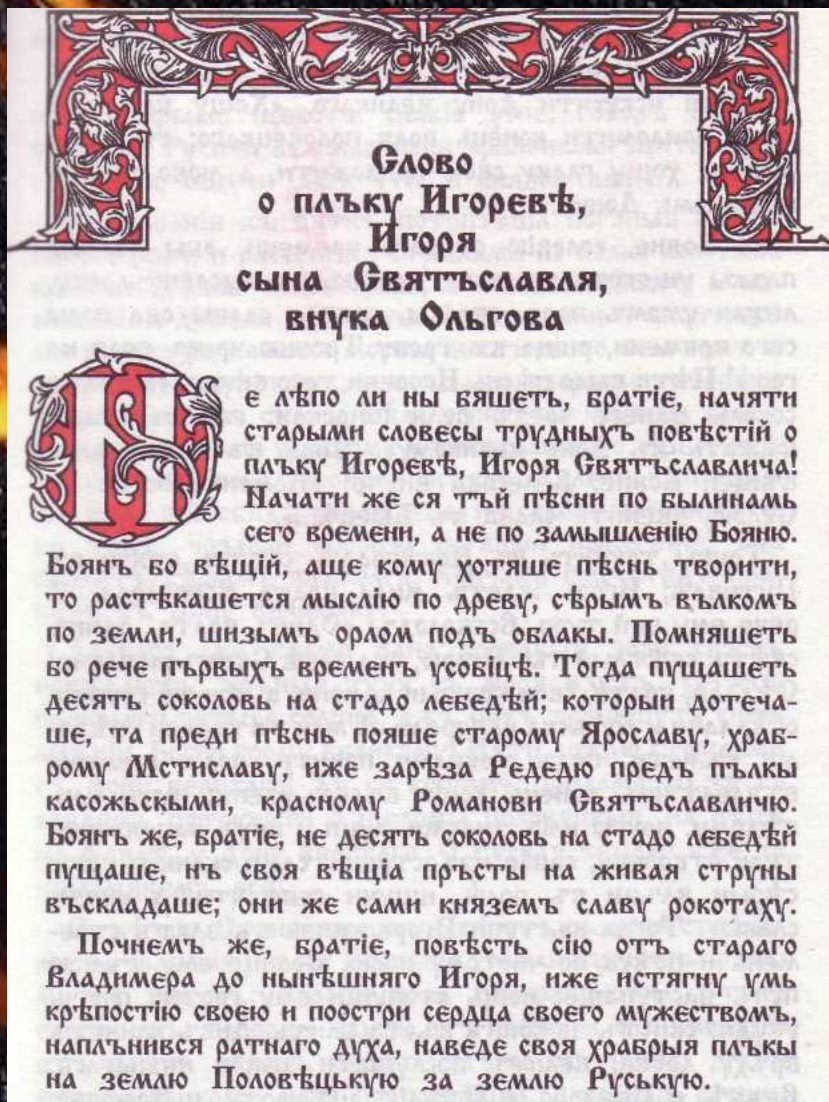 Слово
о плъку Игоревѣ,
Игоря
сына Святъславля,
внука Ольгова
Не лѣпо ли ны бяшетъ, братіе, начяти
старыми словесы трудныхъ повѣстій о
плъку Игоревѣ, Игоря Святъславлича!
Начати же ся тъй пѣсни по былинамь
сего времени, а не по замышленію Бояню.
Боянъ бо вѣщій, аще кому хотяше пѣснь творити,
то растѣкашется мыслію по древу, сѣрымъ вълкомъ
по земли, шизымъ орлом подъ облакы. Помняшеть
бо рече първыхъ временъ усобіцѣ. Тогда пущашеть
десять соколовь на стадо лебедѣй; который дотеча-
ше, та преди пѣснь пояше старому Ярославу, храб-
рому Мстиславу, иже зарѣза Редедю предъ пълкы
касожьскыми, красному Романови Святъславличю.
Боянъ же, братіе, не десять соколовь на стадо лебедѣй
пущаше, нъ своя вѣщіа пръсты на живая струны
въскладаше; они же сами княземъ славу рокотаху.
Почнемъ же, братіе, повѣсть сію отъ стараго
Владимера до нынѣшняго Игоря, иже истягну умь
крѣпостію своею и поостри сердца своего мужествомъ,
наплънився ратнаго духа, наведе своя храбрыя плъкы
на землю Половѣцькую за землю Руськую.